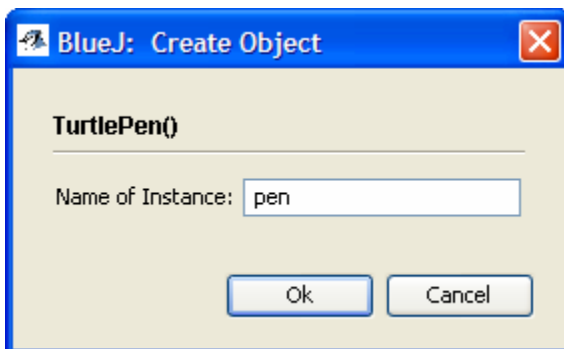 BlueJ: Create Object
TurtlePen()
Name of Instance: pen
Ok Cancel